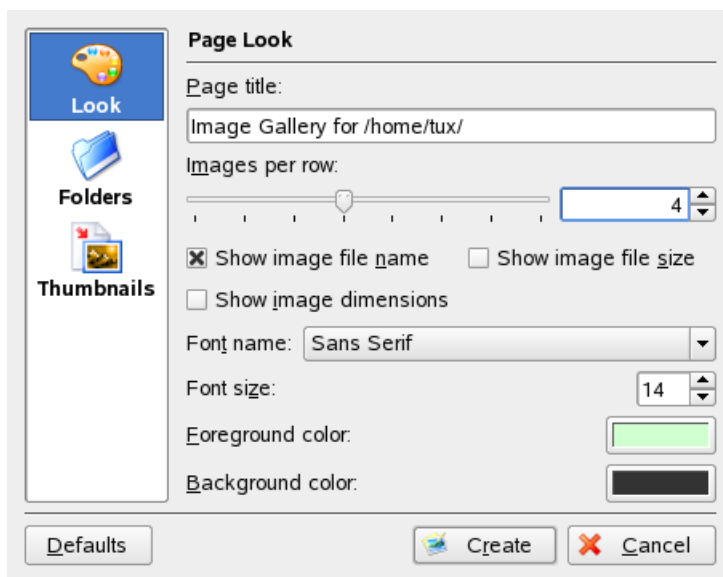 Look
Folders
Thumbnails
Page Look
Page title:
Image Gallery for /home/tux/
Images per row:
4
Show image file name
Show image file size
Show image dimensions
Font name: Sans Serif
Font size: 14
Foreground color:
Background color:
Defaults
Create
Cancel